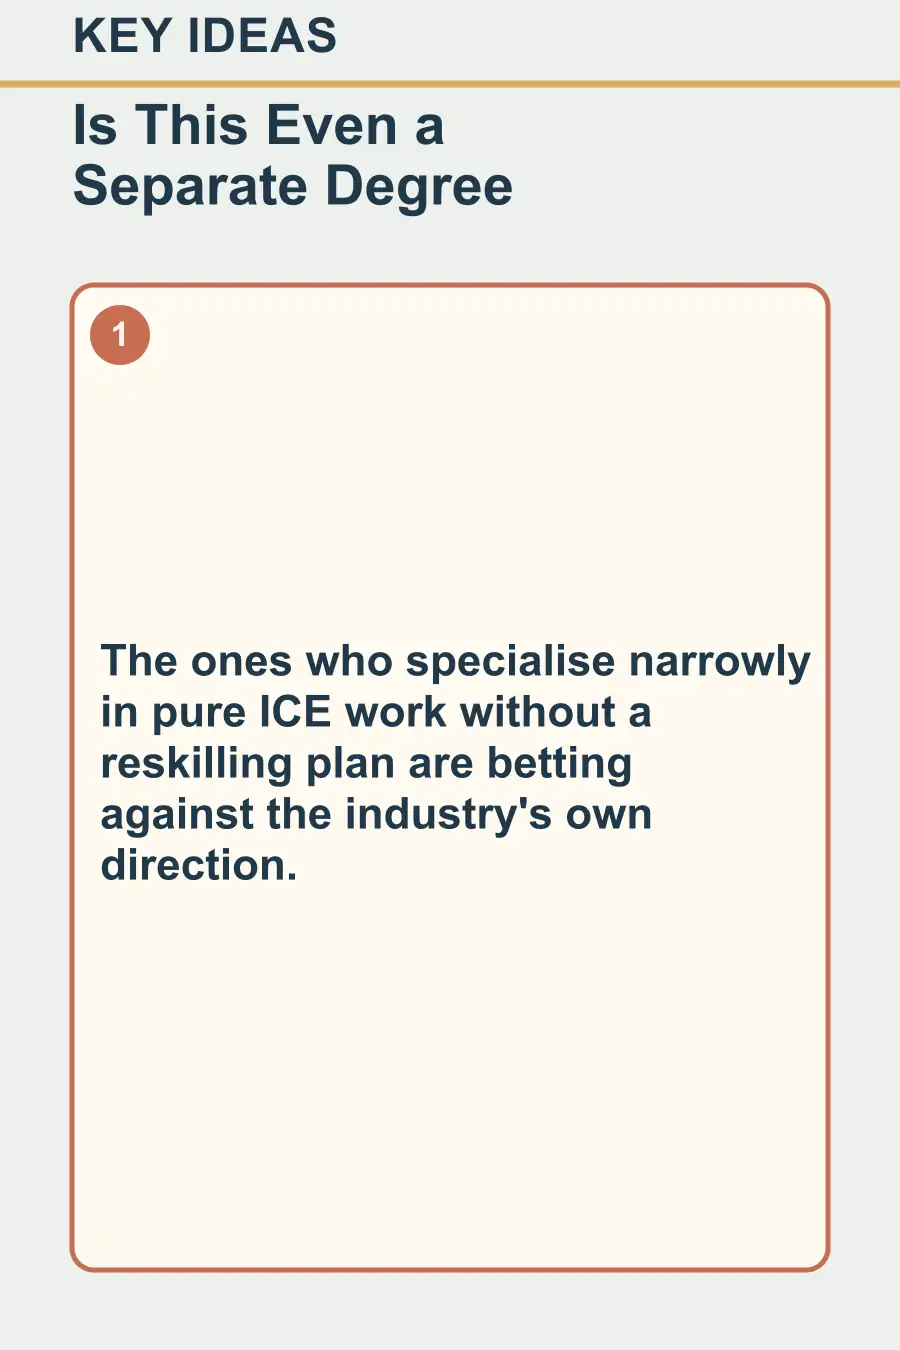 KEY IDEAS
Is This Even a
Separate Degree
1
The ones who specialise narrowly
in pure ICE work without a
reskilling plan are betting
against the industry's own
direction.